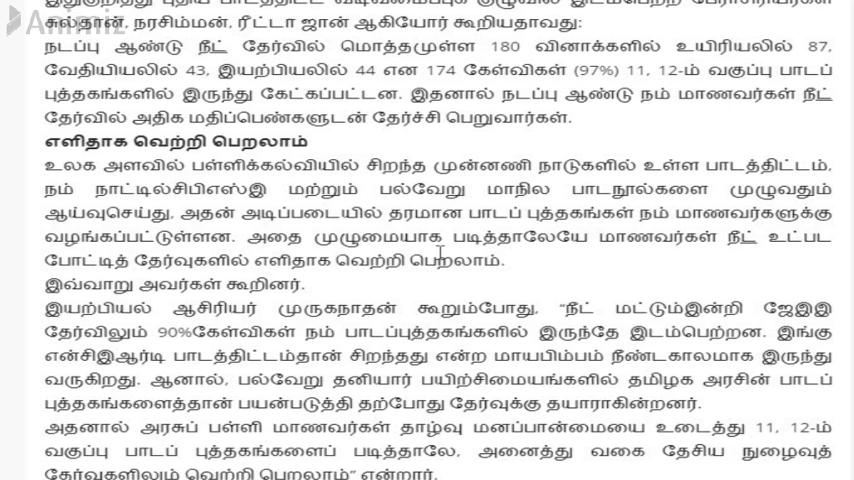 Animiz
இதுகுறித்து புதிய பாடத்திட்ட வடிவமைப்புக் குழுவில் இடம்பெற்ற பேராசிரியர்கள்
சுல்தான், நரசிம்மன், ரீட்டா ஜான் ஆகியோர் கூறியதாவது:
நடப்பு ஆண்டு நீட் தேர்வில் மொத்தமுள்ள 180 வினாக்களில் உயிரியலில் 87,
வேதியியலில் 43, இயற்பியலில் 44 என 174 கேள்விகள் (97%) 11, 12-ம் வகுப்பு பாடப்
புத்தகங்களில் இருந்து கேட்கப்பட்டன. இதனால் நடப்பு ஆண்டு நம் மாணவர்கள் நீட்
தேர்வில் அதிக மதிப்பெண்களுடன் தேர்ச்சி பெறுவார்கள்.
எளிதாக வெற்றி பெறலாம்
உலக அளவில் பள்ளிக்கல்வியில் சிறந்த முன்னணி நாடுகளில் உள்ள பாடத்திட்டம்,
நம் நாட்டில்சிபிஎஸ்இ மற்றும் பல்வேறு மாநில பாடநூல்களை முழுவதும்
ஆய்வுசெய்து, அதன் அடிப்படையில் தரமான பாடப் புத்தகங்கள் நம் மாணவர்களுக்கு
வழங்கப்பட்டுள்ளன. அதை முழுமையாக படித்தாலேயே மாணவர்கள் நீட் உட்பட
போட்டித் தேர்வுகளில் எளிதாக வெற்றி பெறலாம்.
இவ்வாறு அவர்கள் கூறினர்.
இயற்பியல் ஆசிரியர் முருகநாதன் கூறும்போது, "நீட் மட்டும்இன்றி ஜேஇஇ
தேர்விலும் 90%கேள்விகள் நம் பாடப்புத்தகங்களில் இருந்தே இடம்பெற்றன. இங்கு
என்சிஇஆர்டி பாடத்திட்டம்தான் சிறந்தது என்ற மாயபிம்பம் நீண்டகாலமாக இருந்து
வருகிறது. ஆனால், பல்வேறு தனியார் பயிற்சிமையங்களில் தமிழக அரசின் பாடப்
புத்தகங்களைத்தான் பயன்படுத்தி தற்போது தேர்வுக்கு தயாராகின்றனர்.
அதனால் அரசுப் பள்ளி மாணவர்கள் தாழ்வு மனப்பான்மையை உடைத்து 11, 12-ம்
வகுப்பு பாடப் புத்தகங்களைப் படித்தாலே, அனைத்து வகை தேசிய நுழைவுத்
தேர்வுகளிலும் வெற்றி பெறலாம்" என்றார்.